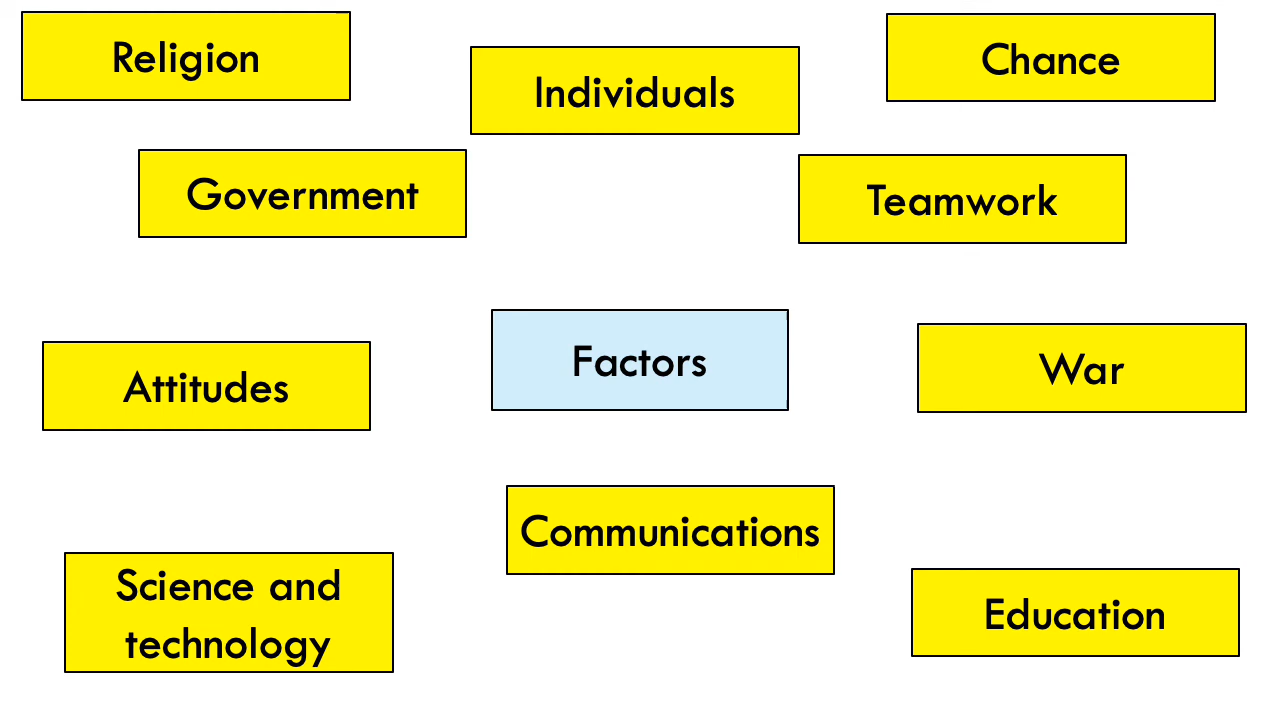 Religion
Individuals
Chance
Government
Teamwork
Attitudes
Factors
War
Communications
Science and
technology
Education